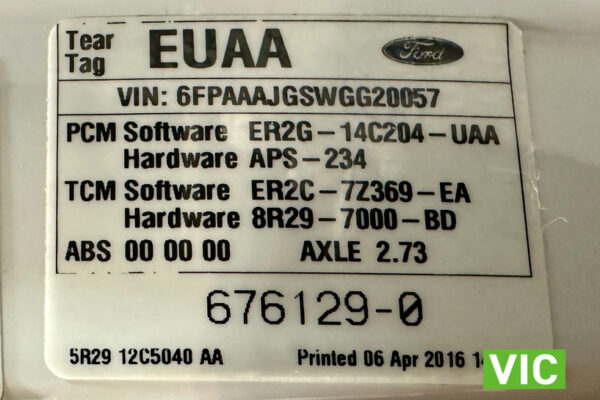 Tear Tag EUAA Ford
VIN: 6FPAAAJGSWGG20057
PCM Software ER2G-14C204-UAA
Hardware APS-234
TCM Software ER2C-7Z369-EA
Hardware 8R29-7000-BD
ABS 00 00 00 AXLE 2.73
676129-0
5R29 12C5040 AA Printed 06 Apr 2016
VIC